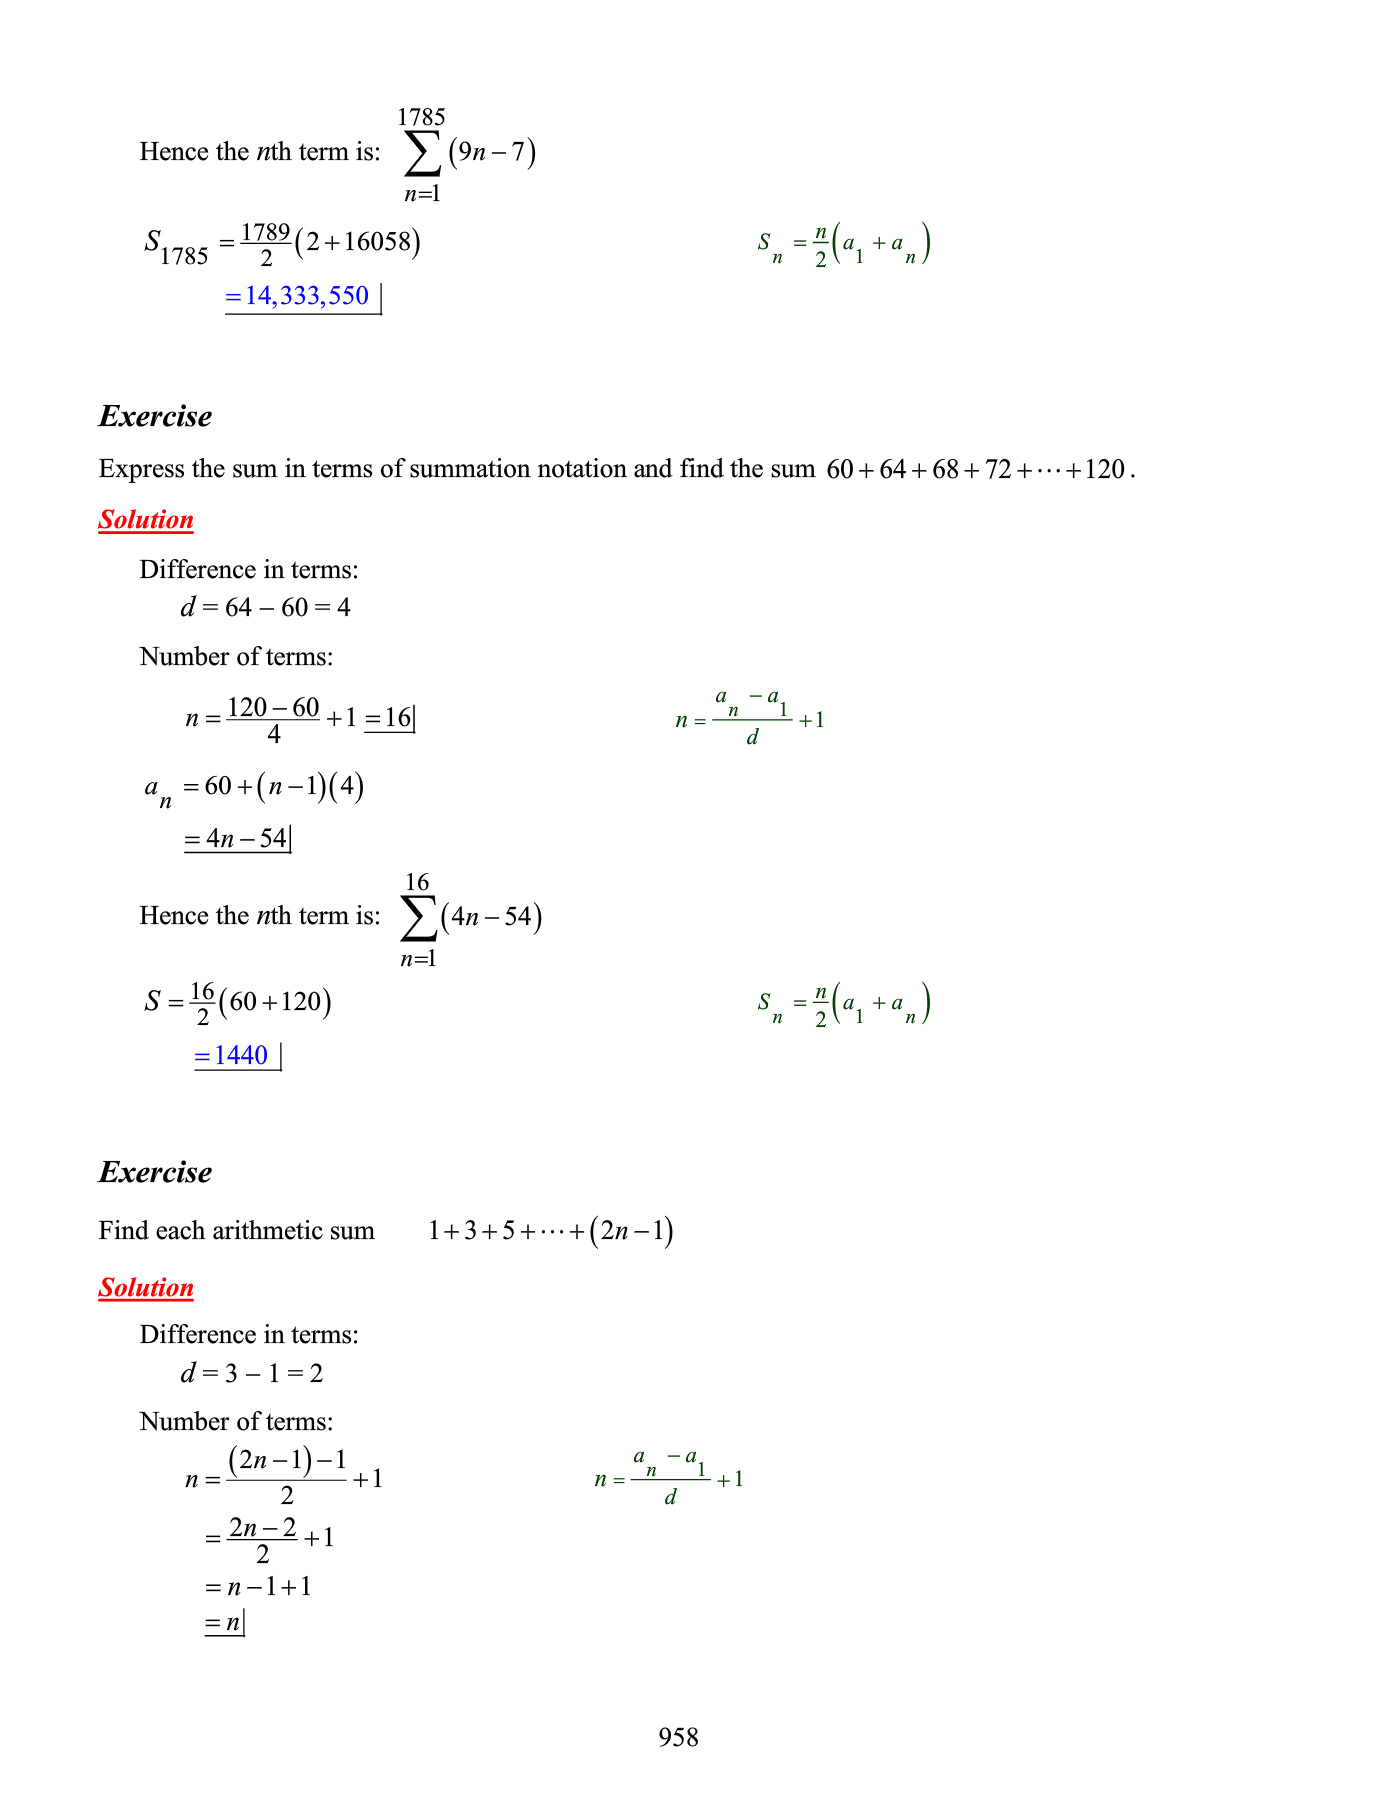 Hence the nth term is: \sum_{n=1}^{1785} (9n − 7)
S_{1785} = \frac{1789}{2}(2 + 16058) S_n = \frac{n}{2}(a_1 + a_n)
= 14,333,550
Exercise
Express the sum in terms of summation notation and find the sum 60 + 64 + 68 + 72 + ⋯ + 120 .
Solution
Difference in terms:
d = 64 – 60 = 4
Number of terms:
n = \frac{120 − 60}{4} + 1 = 16| n = \frac{a_n − a_1}{d} + 1
a_n = 60 + (n − 1)(4)
= 4n − 54|
Hence the nth term is: \sum_{n=1}^{16} (4n − 54)
S = \frac{16}{2}(60 + 120) S_n = \frac{n}{2}(a_1 + a_n)
= 1440 |
Exercise
Find each arithmetic sum 1 + 3 + 5 + ⋯ + (2n − 1)
Solution
Difference in terms:
d = 3 – 1 = 2
Number of terms:
n = \frac{(2n − 1) − 1}{2} + 1 n = \frac{a_n − a_1}{d} + 1
= \frac{2n − 2}{2} + 1
= n − 1 + 1
= n|
958